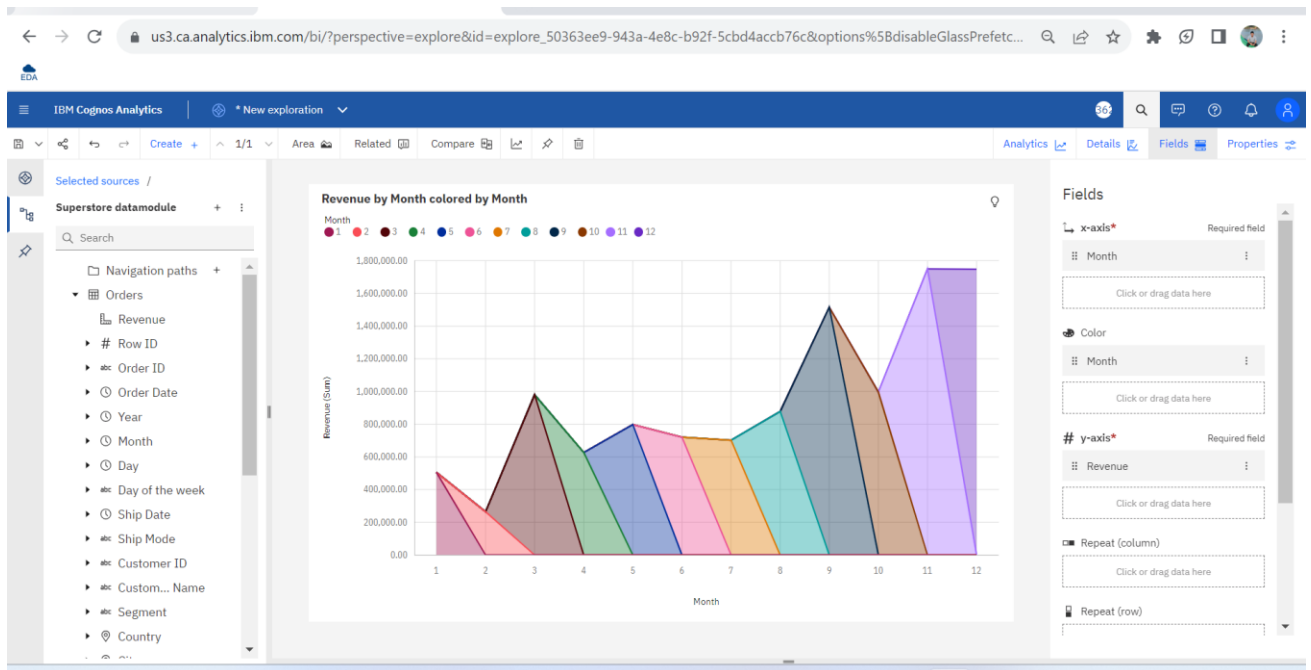 us3.ca.analytics.ibm.com/bi/?perspective=explore&id=explore_50363ee9-943a-4e8c-b92f-5cbd4accb76c&options%5BdisableGlassPrefetc...
EDA
IBM Cognos Analytics * New exploration
Create + 1/1 Area Related Compare Analytics Details Fields Properties
Selected sources /
Superstore datamodule
Search
Navigation paths +
Orders
Revenue
# Row ID
abc Order ID
Order Date
Year
Month
Day
abc Day of the week
Ship Date
abc Ship Mode
abc Customer ID
abc Custom... Name
abc Segment
Country
Revenue by Month colored by Month
Month
1 2 3 4 5 6 7 8 9 10 11 12
Revenue (Sum)
1,800,000.00
1,600,000.00
1,400,000.00
1,200,000.00
1,000,000.00
800,000.00
600,000.00
400,000.00
200,000.00
0.00
1 2 3 4 5 6 7 8 9 10 11 12
Month
Fields
x-axis* Required field
Month
Click or drag data here
Color
Month
Click or drag data here
# y-axis* Required field
Revenue
Click or drag data here
Repeat (column)
Click or drag data here
Repeat (row)